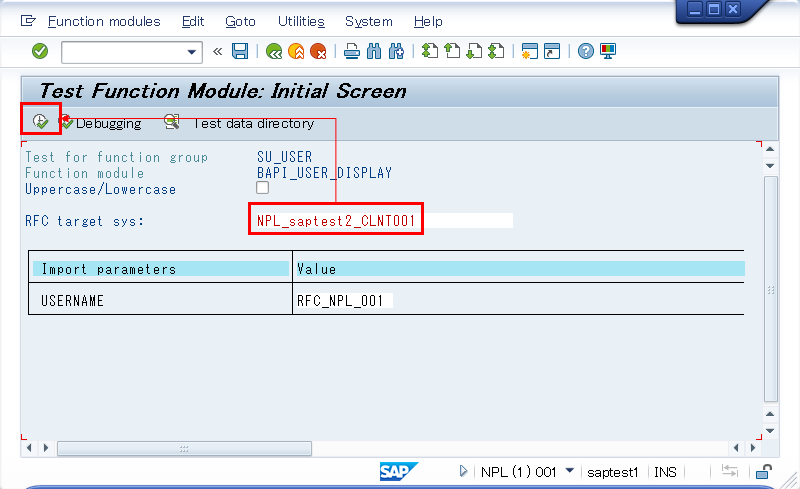 Function modules Edit Goto Utilities System Help
Test Function Module: Initial Screen
Debugging Test data directory
Test for function group SU_USER
Function module BAPI_USER_DISPLAY
Uppercase/Lowercase
RFC target sys: NPL_saptest2_CLNT001
Import parameters Value
USERNAME RFC_NPL_001
SAP NPL (1) 001 saptest1 INS